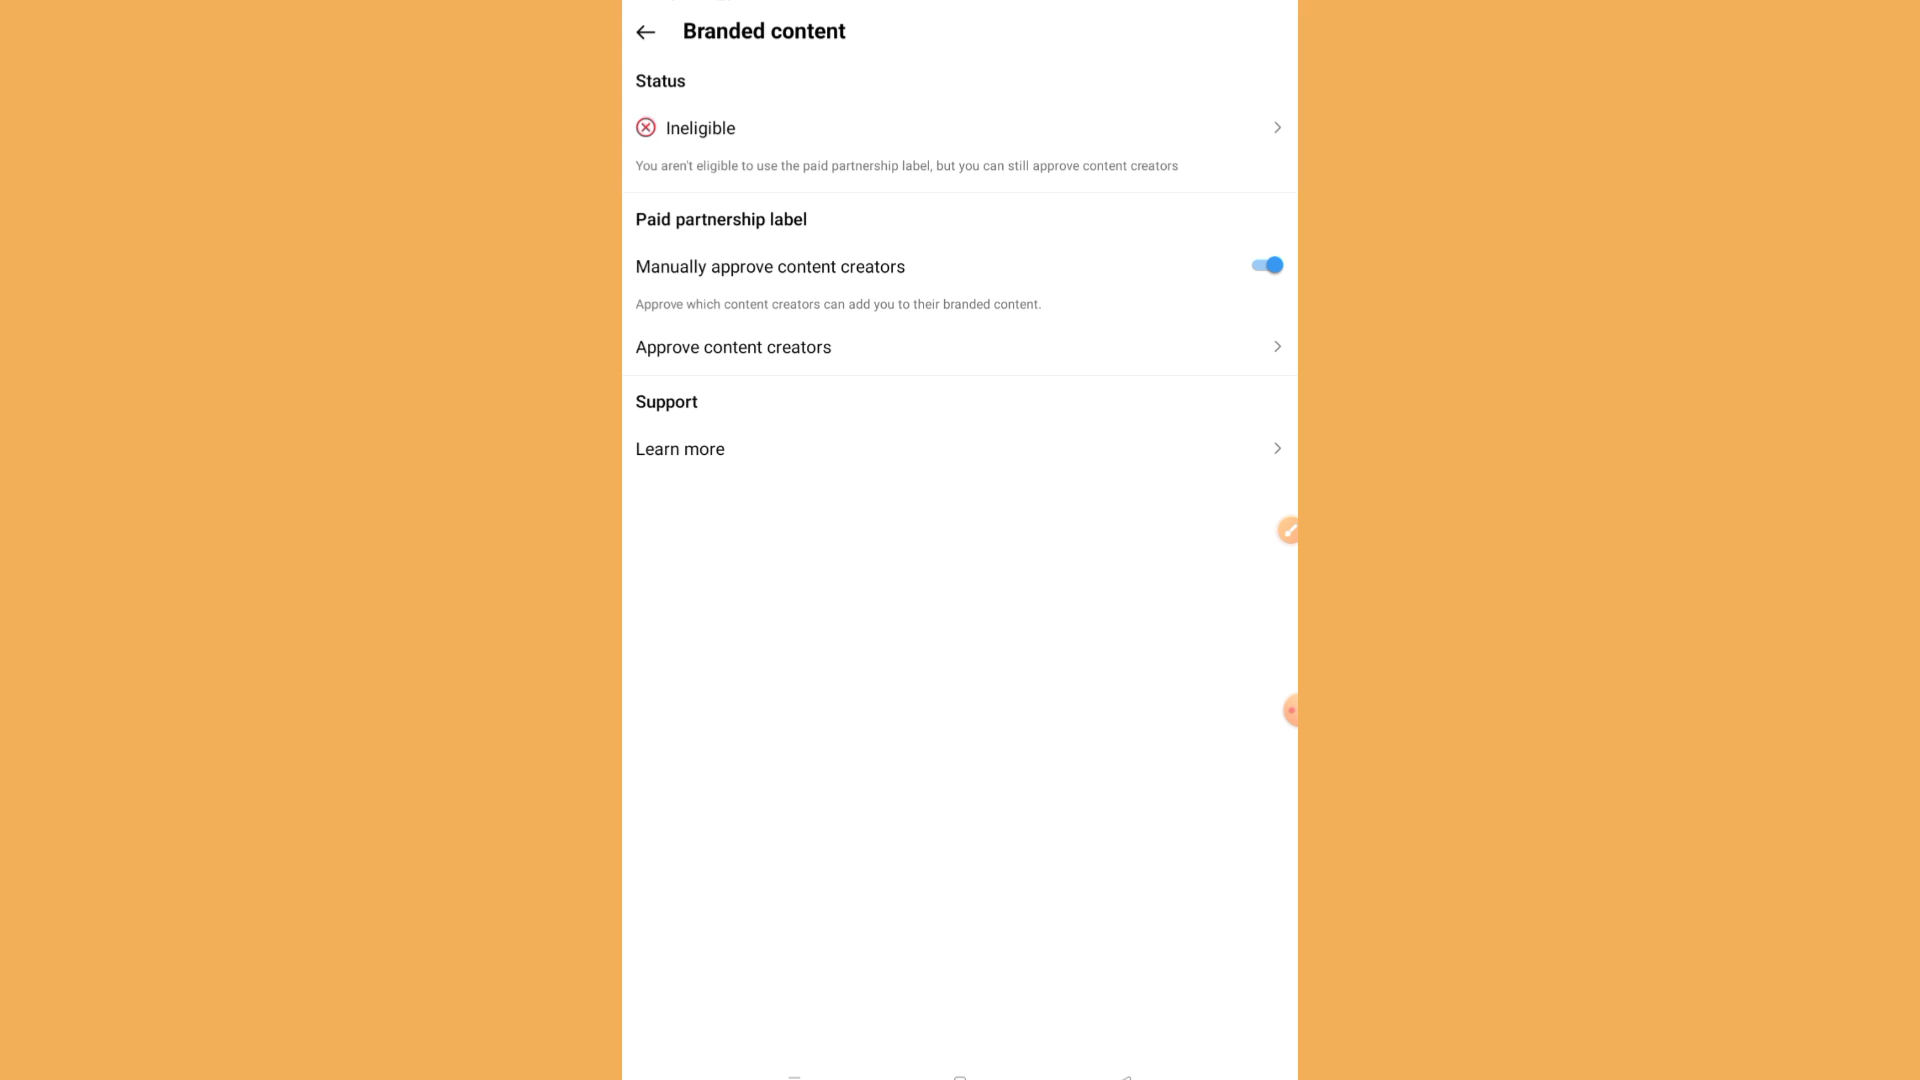 Branded content
Status
Ineligible
You aren't eligible to use the paid partnership label, but you can still approve content creators
Paid partnership label
Manually approve content creators
Approve which content creators can add you to their branded content.
Approve content creators
Support
Learn more